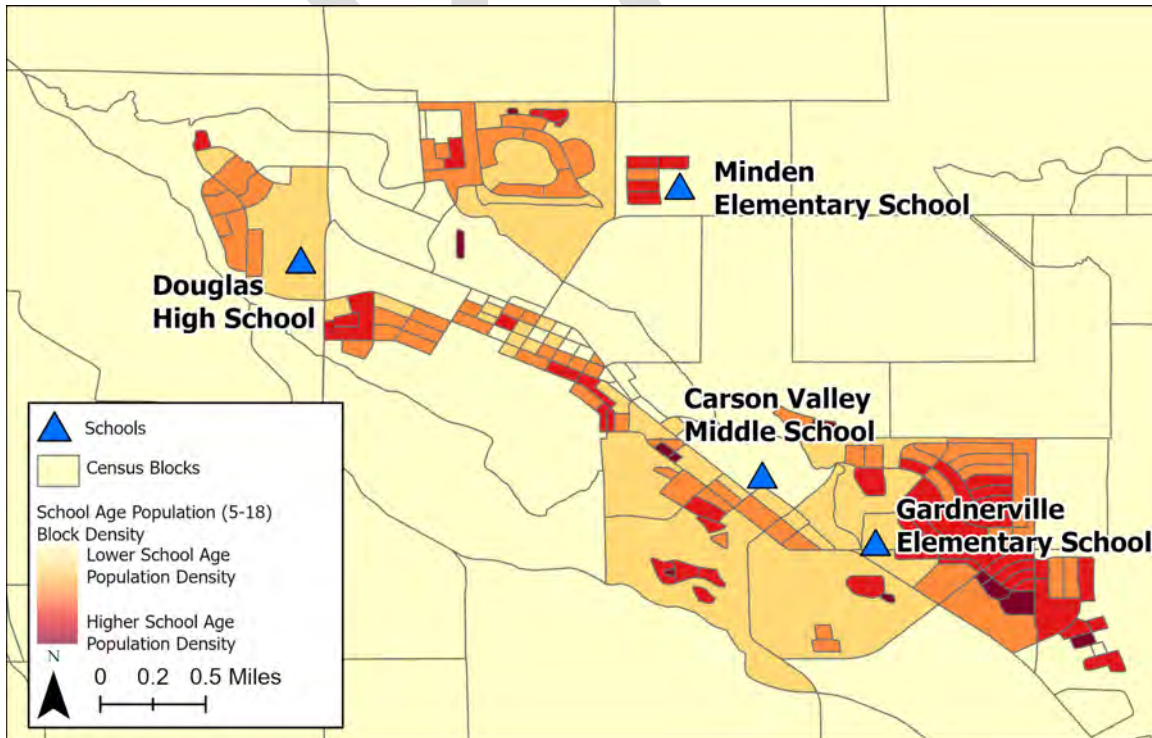 Minden
Elementary School
Douglas
High School
Carson Valley
Middle School
Gardnerville
Elementary School
Schools
Census Blocks
School Age Population (5-18)
Block Density
Lower School Age
Population Density
Higher School Age
Population Density
N
0 0.2 0.5 Miles